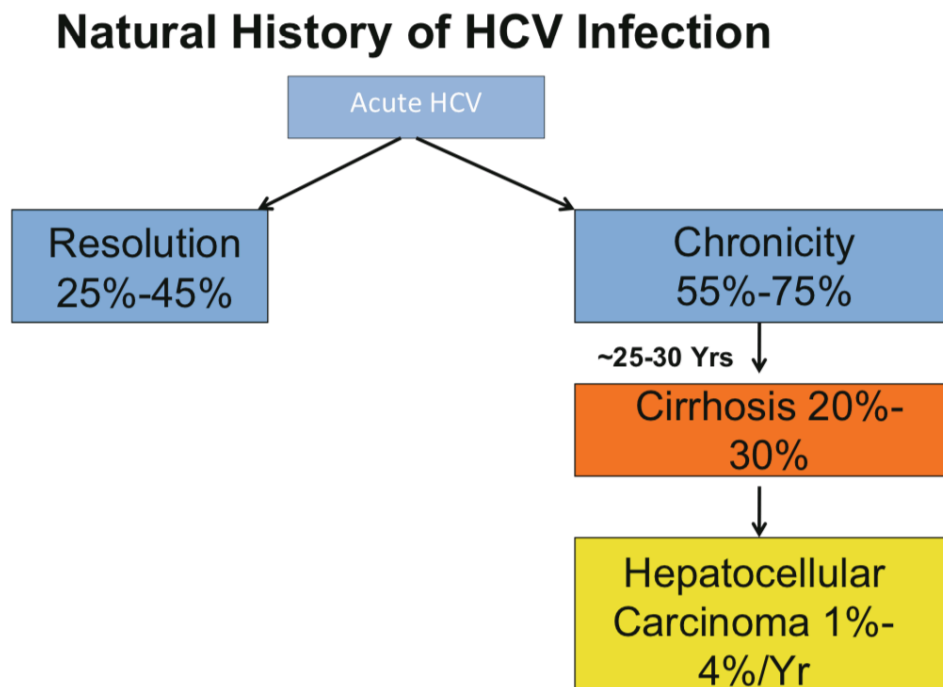 Natural History of HCV Infection
Acute HCV
Resolution
25%-45%
Chronicity
55%-75%
~25-30 Yrs
Cirrhosis 20%-
30%
Hepatocellular
Carcinoma 1%-
4%/Yr